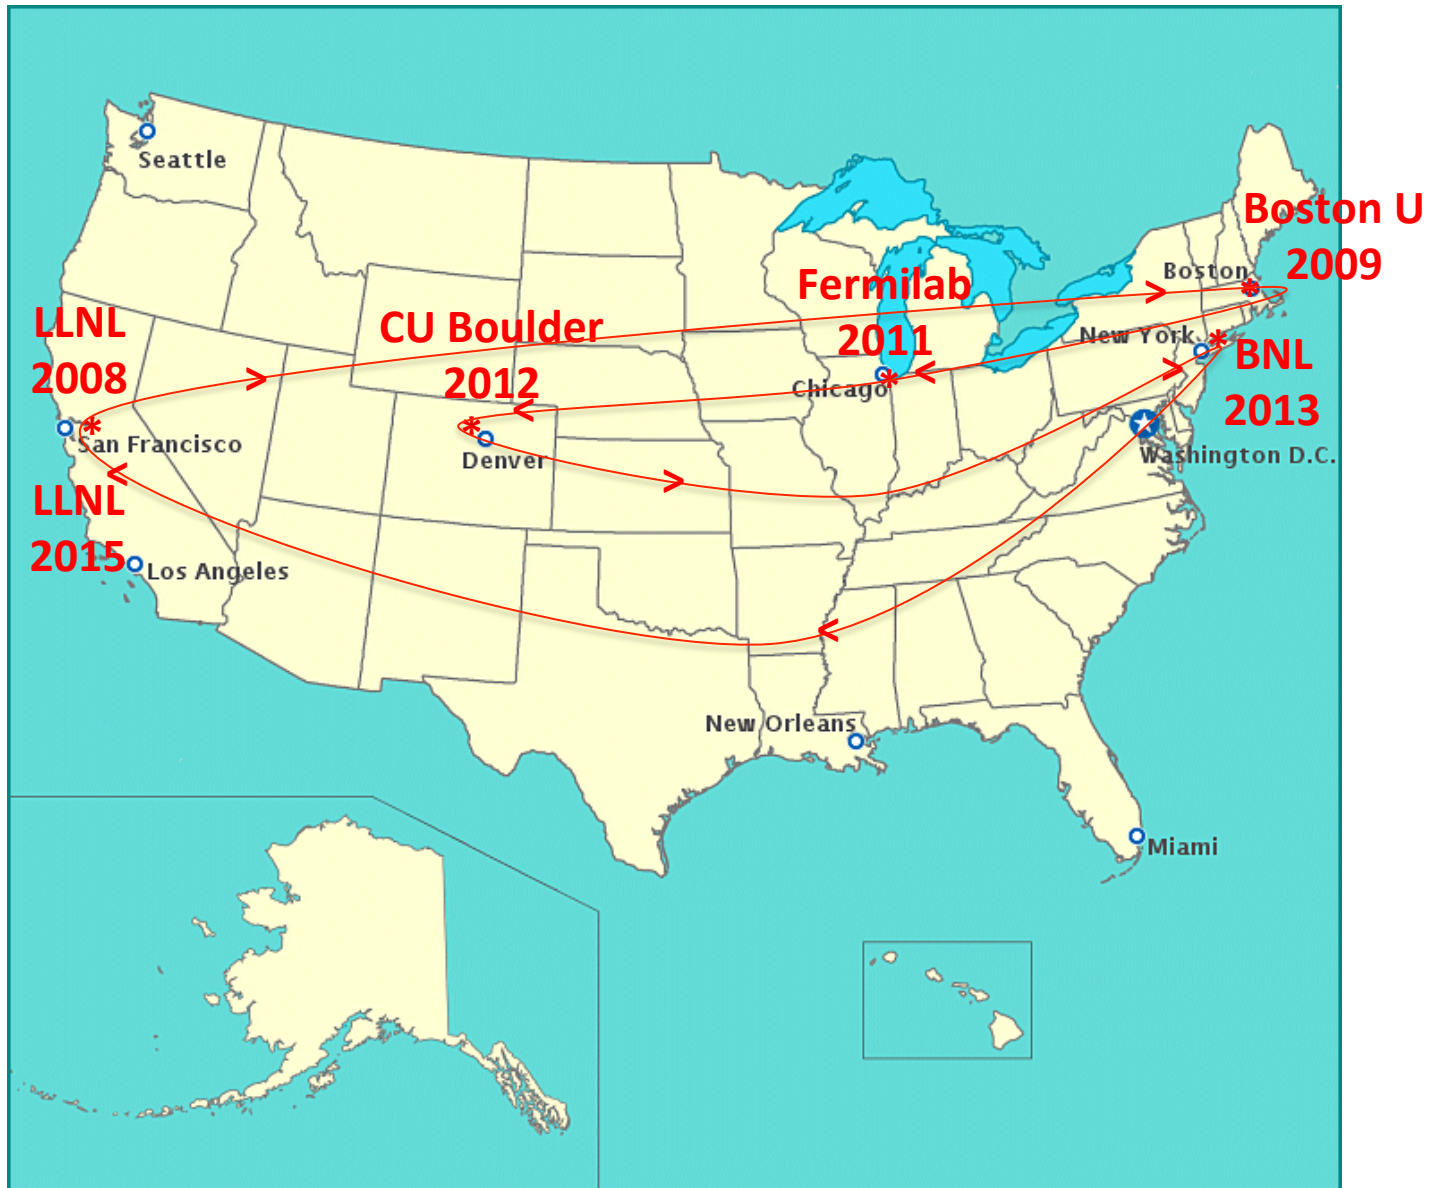 Seattle
Boston U
2009
Boston
Fermilab
2011
LLNL
2008
CU Boulder
2012
New York
BNL
2013
Chicago
San Francisco
Denver
Washington D.C.
LLNL
2015
Los Angeles
New Orleans
Miami